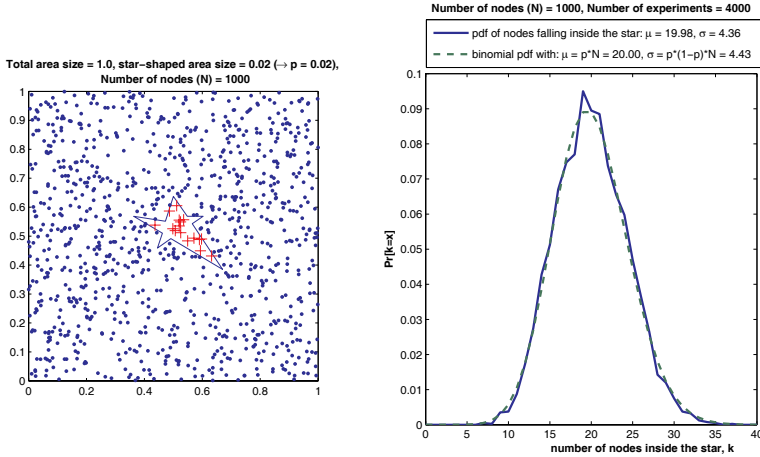 Total area size = 1.0, star-shaped area size = 0.02 (→ p = 0.02),
Number of nodes (N) = 1000
1
0.9
0.8
0.7
0.6
0.5
0.4
0.3
0.2
0.1
0
0 0.2 0.4 0.6 0.8 1
Number of nodes (N) = 1000, Number of experiments = 4000
pdf of nodes falling inside the star: μ = 19.98, σ = 4.36
binomial pdf with: μ = p*N = 20.00, σ = p*(1-p)*N = 4.43
0.1
0.09
0.08
0.07
0.06
0.05
0.04
0.03
0.02
0.01
0
Pr[k=x]
0 5 10 15 20 25 30 35 40
number of nodes inside the star, k